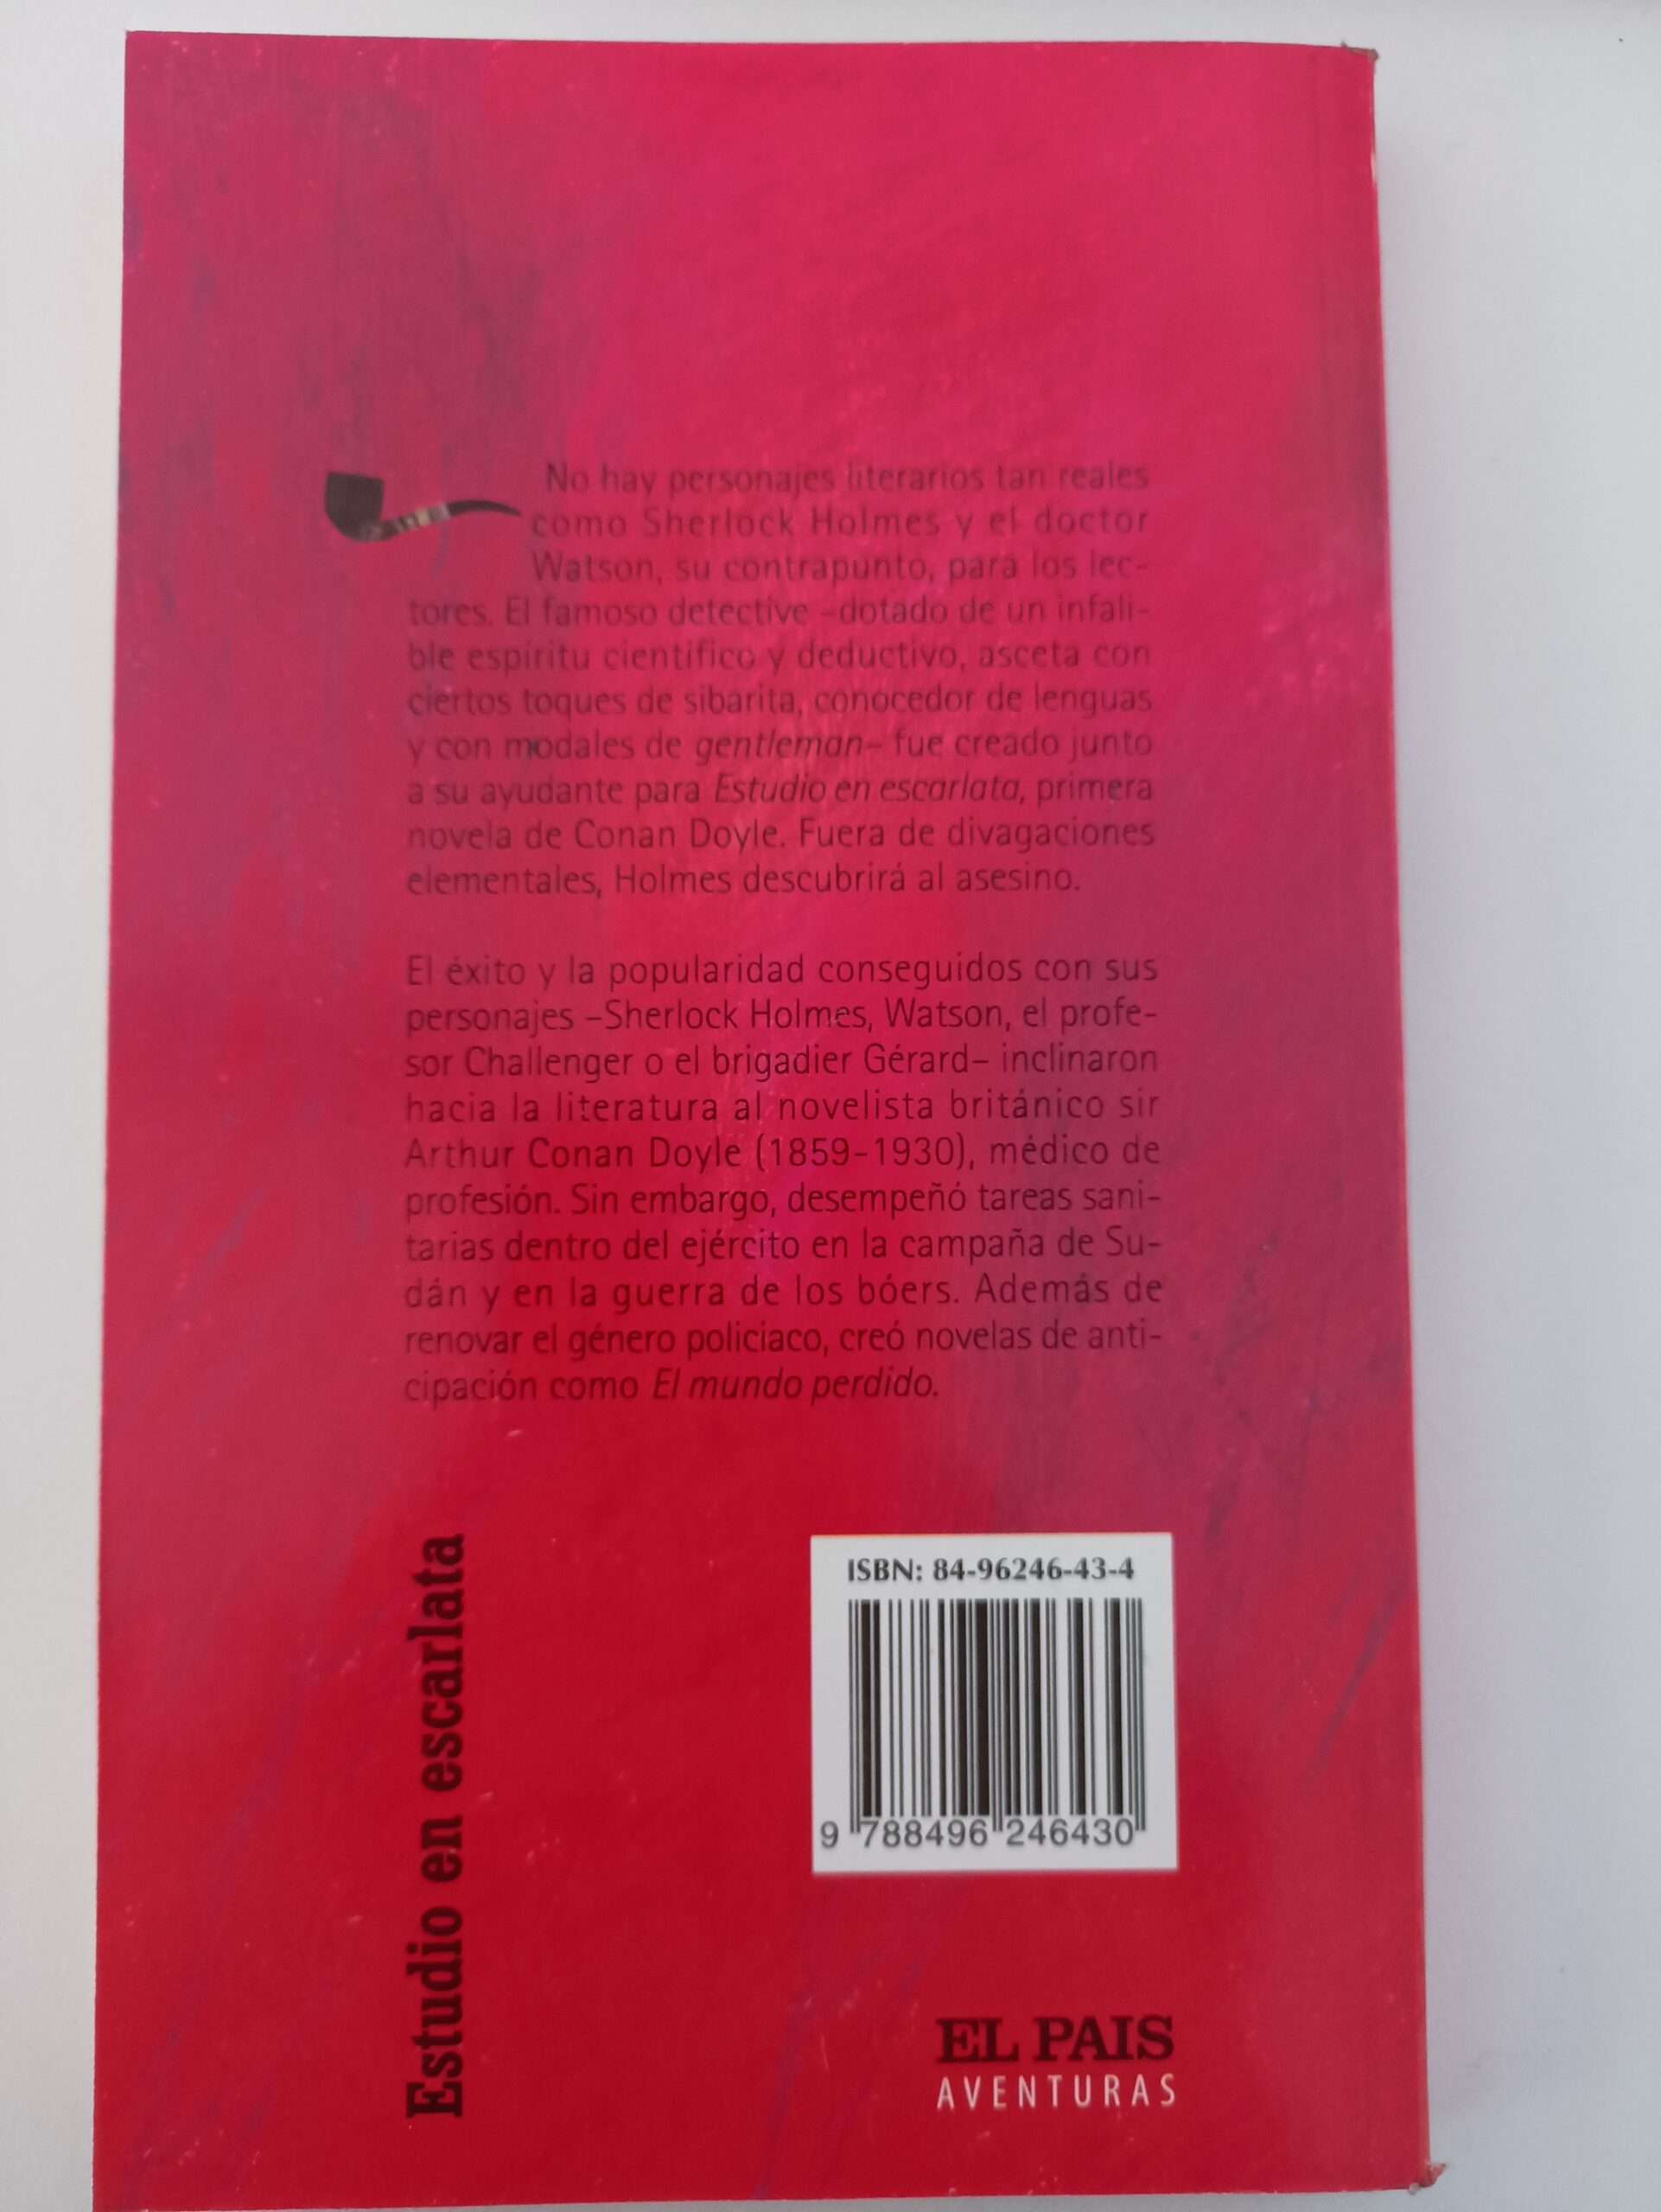 No hay personajes literarios tan reales
como Sherlock Holmes y el doctor
Watson, su contrapunto, para los lec-
tores. El famoso detective –dotado de un infali-
ble espíritu científico y deductivo, asceta con
ciertos toques de sibarita, conocedor de lenguas
y con modales de gentleman– fue creado junto
a su ayudante para Estudio en escarlata, primera
novela de Conan Doyle. Fuera de divagaciones
elementales, Holmes descubrirá al asesino.
El éxito y la popularidad conseguidos con sus
personajes –Sherlock Holmes, Watson, el profe-
sor Challenger o el brigadier Gérard– inclinaron
hacia la literatura al novelista británico sir
Arthur Conan Doyle (1859-1930), médico de
profesión. Sin embargo, desempeñó tareas sani-
tarias dentro del ejército en la campaña de Su-
dán y en la guerra de los bóers. Además de
renovar el género policiaco, creó novelas de anti-
cipación como El mundo perdido.
Estudio en escarlata
ISBN: 84-96246-43-4
9 788496 246430
EL PAIS
AVENTURAS